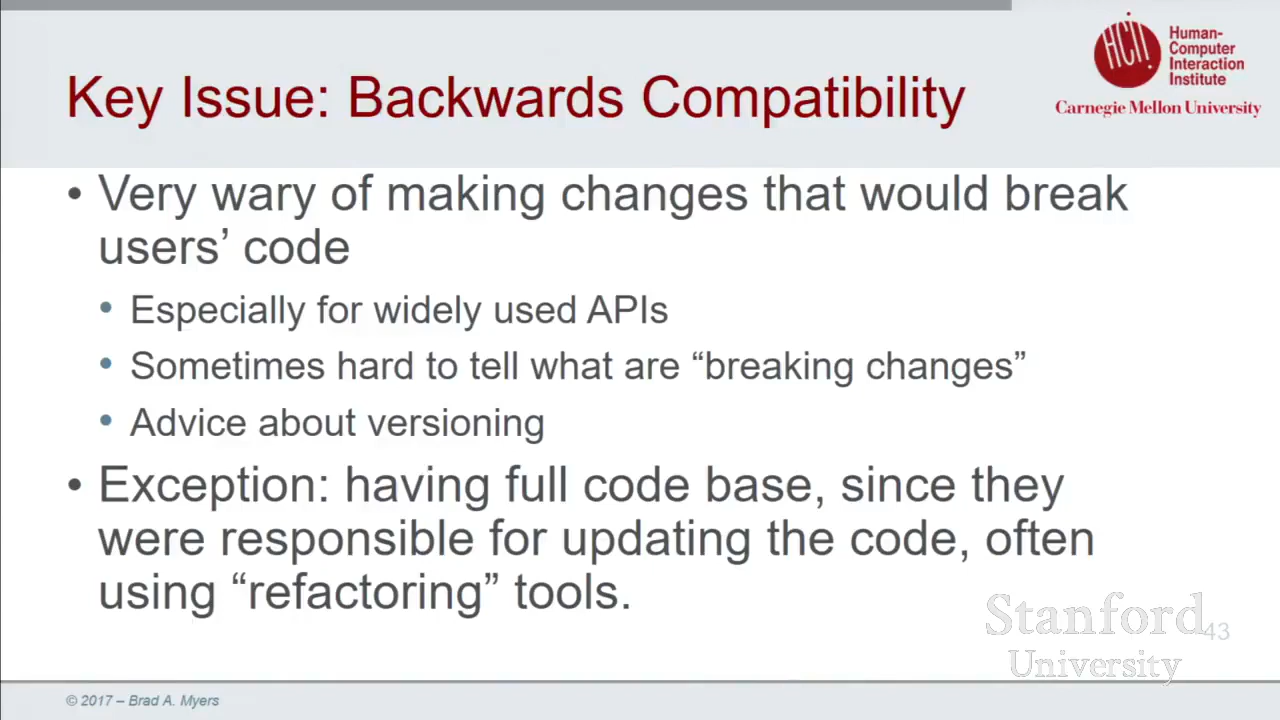 Key Issue: Backwards Compatibility
HCII
Human-
Computer
Interaction
Institute
Carnegie Mellon University
• Very wary of making changes that would break
users’ code
• Especially for widely used APIs
• Sometimes hard to tell what are “breaking changes”
• Advice about versioning
• Exception: having full code base, since they
were responsible for updating the code, often
using “refactoring” tools.
Stanford
University
43
© 2017 – Brad A. Myers